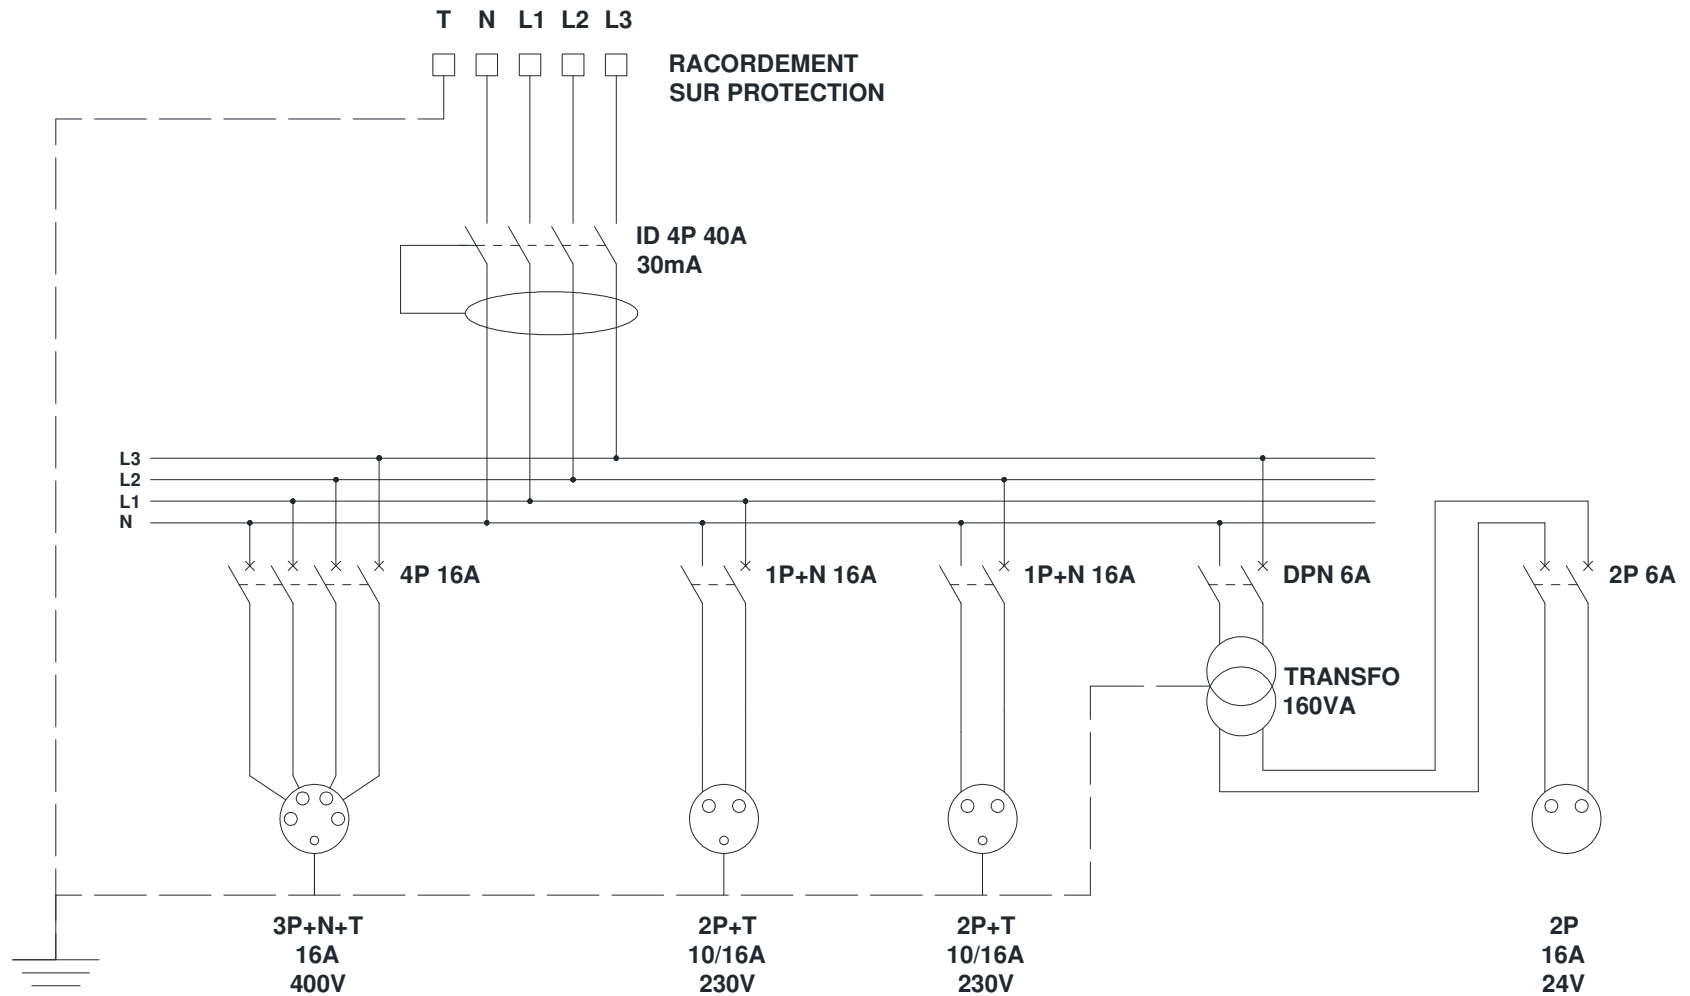 T N L1 L2 L3
RACORDEMENT
SUR PROTECTION
ID 4P 40A
30mA
L3
L2
L1
N
4P 16A
1P+N 16A
1P+N 16A
DPN 6A
2P 6A
TRANSFO
160VA
3P+N+T
16A
400V
2P+T
10/16A
230V
2P+T
10/16A
230V
2P
16A
24V